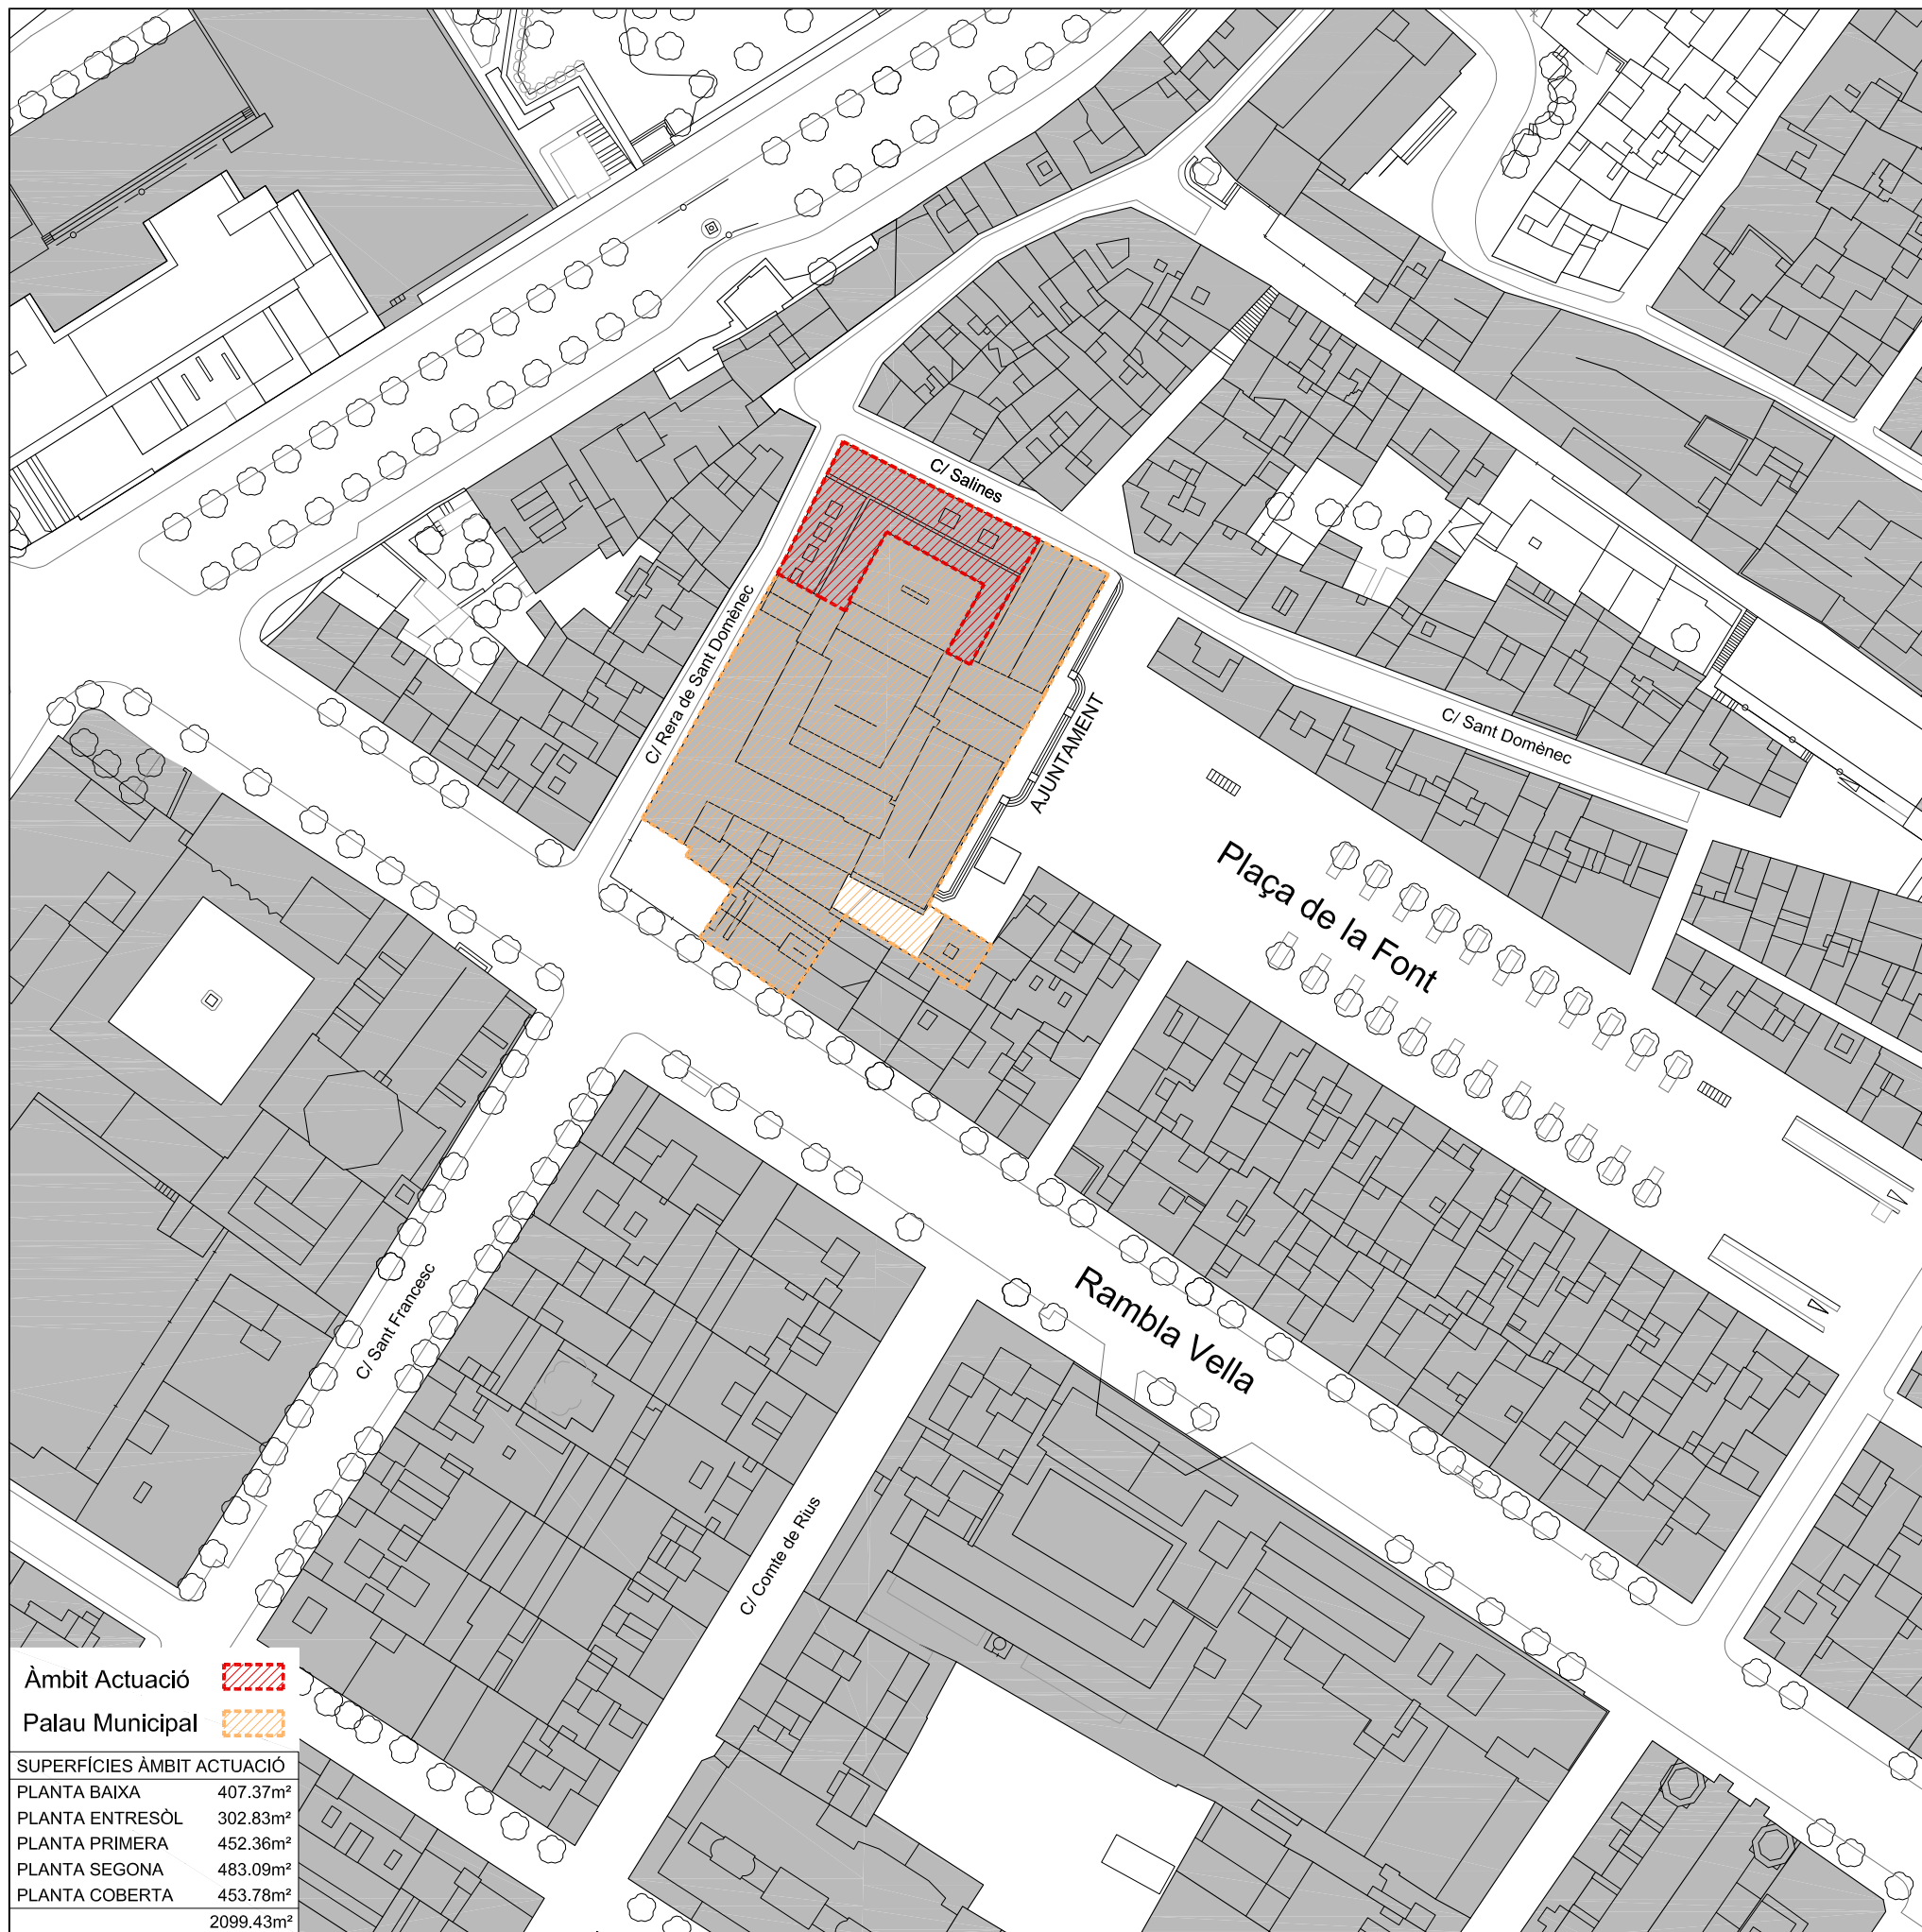 C/ Salines
C/ Rera de Sant Domènec
AJUNTAMENT
C/ Sant Domènec
Plaça de la Font
Rambla Vella
C/ Sant Francesc
C/ Comte de Rius
Àmbit Actuació
Palau Municipal
SUPERFÍCIES ÀMBIT ACTUACIÓ
PLANTA BAIXA 407.37m²
PLANTA ENTRESÒL 302.83m²
PLANTA PRIMERA 452.36m²
PLANTA SEGONA 483.09m²
PLANTA COBERTA 453.78m²
2099.43m²